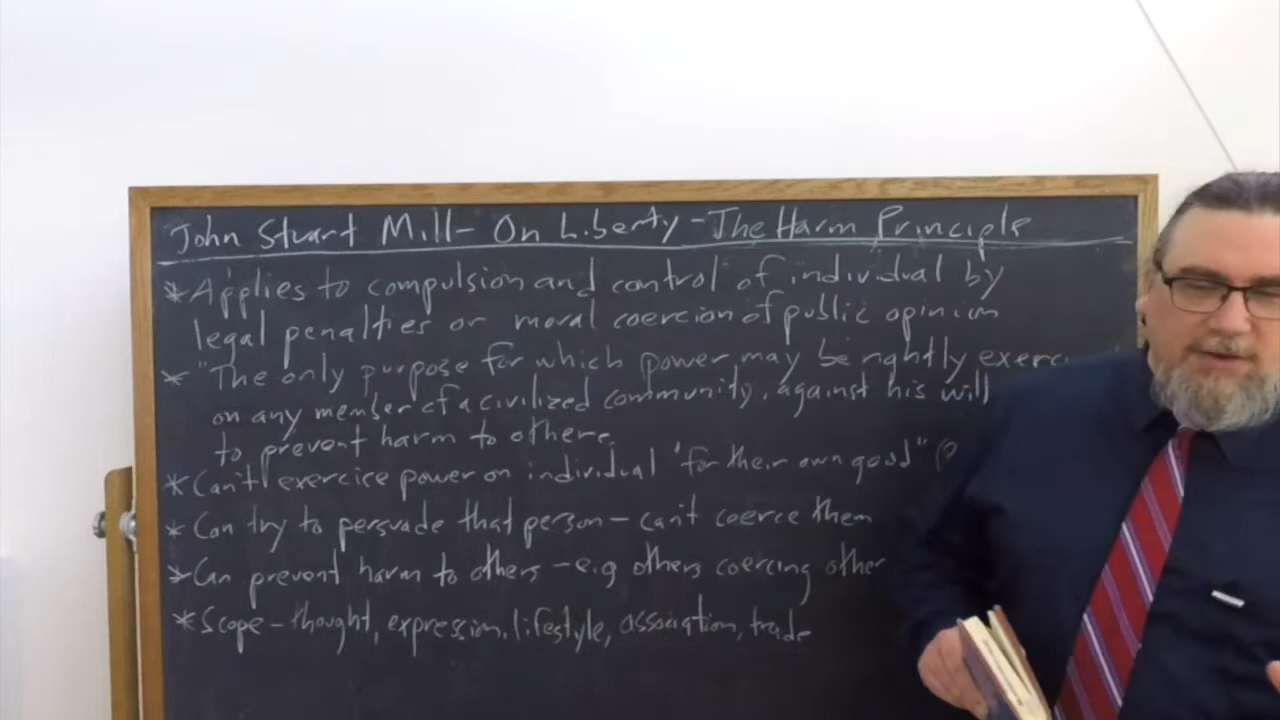 John Stuart Mill - On Liberty - The Harm Principle
* Applies to compulsion and control of individual by
legal penalties or moral coercion of public opinion
* "The only purpose for which power may be rightly exerc
on any member of a civilized community, against his will
to prevent harm to others
* Can't exercice power on individual "for their own good" (P
* Can try to persuade that person - can't coerce them
* Can prevent harm to others - e.g others coercing other
* Scope - thought, expression, lifestyle, association, trade